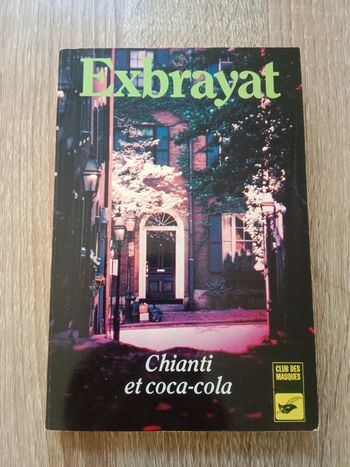 Exbrayat
Chianti
et coca-cola
CLUB DES
MASQUES